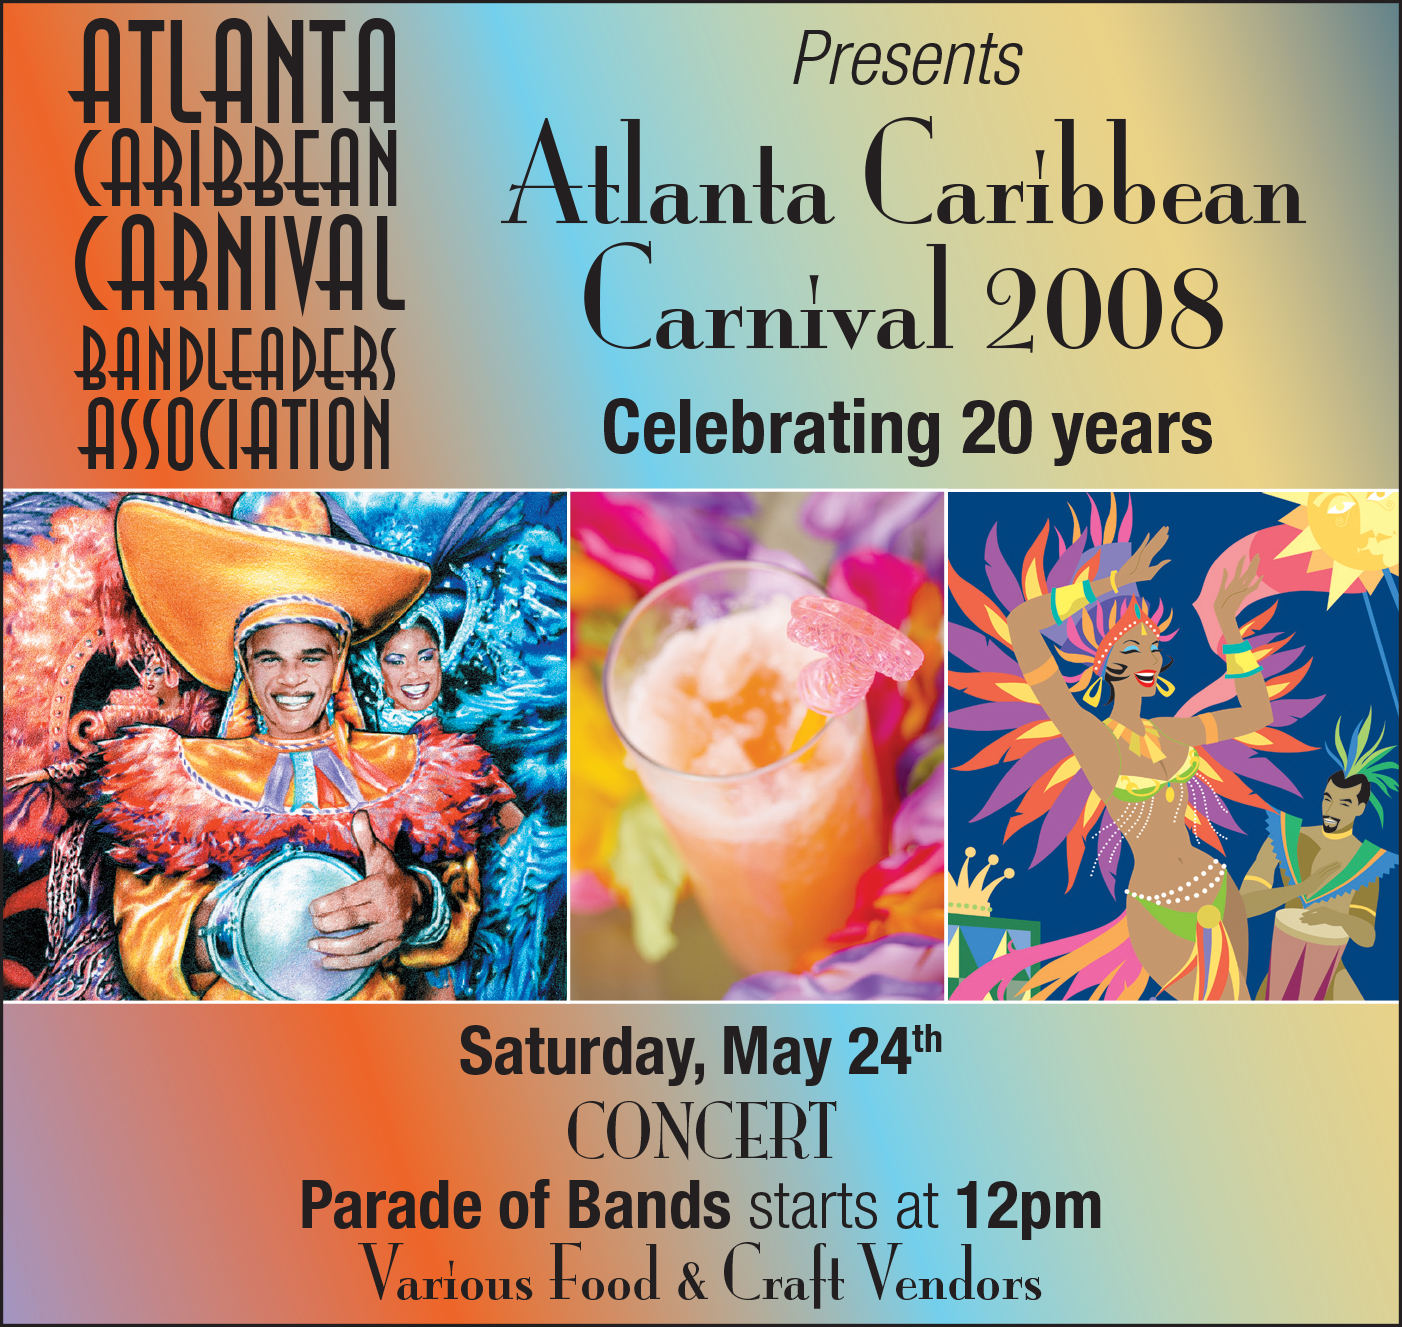 ATLANTA
CARIBBEAN
CARNIVAL
BANDLEADERS
ASSOCIATION
Presents
Atlanta Caribbean
Carnival 2008
Celebrating 20 years
Saturday, May 24th
CONCERT
Parade of Bands starts at 12pm
Various Food & Craft Vendors